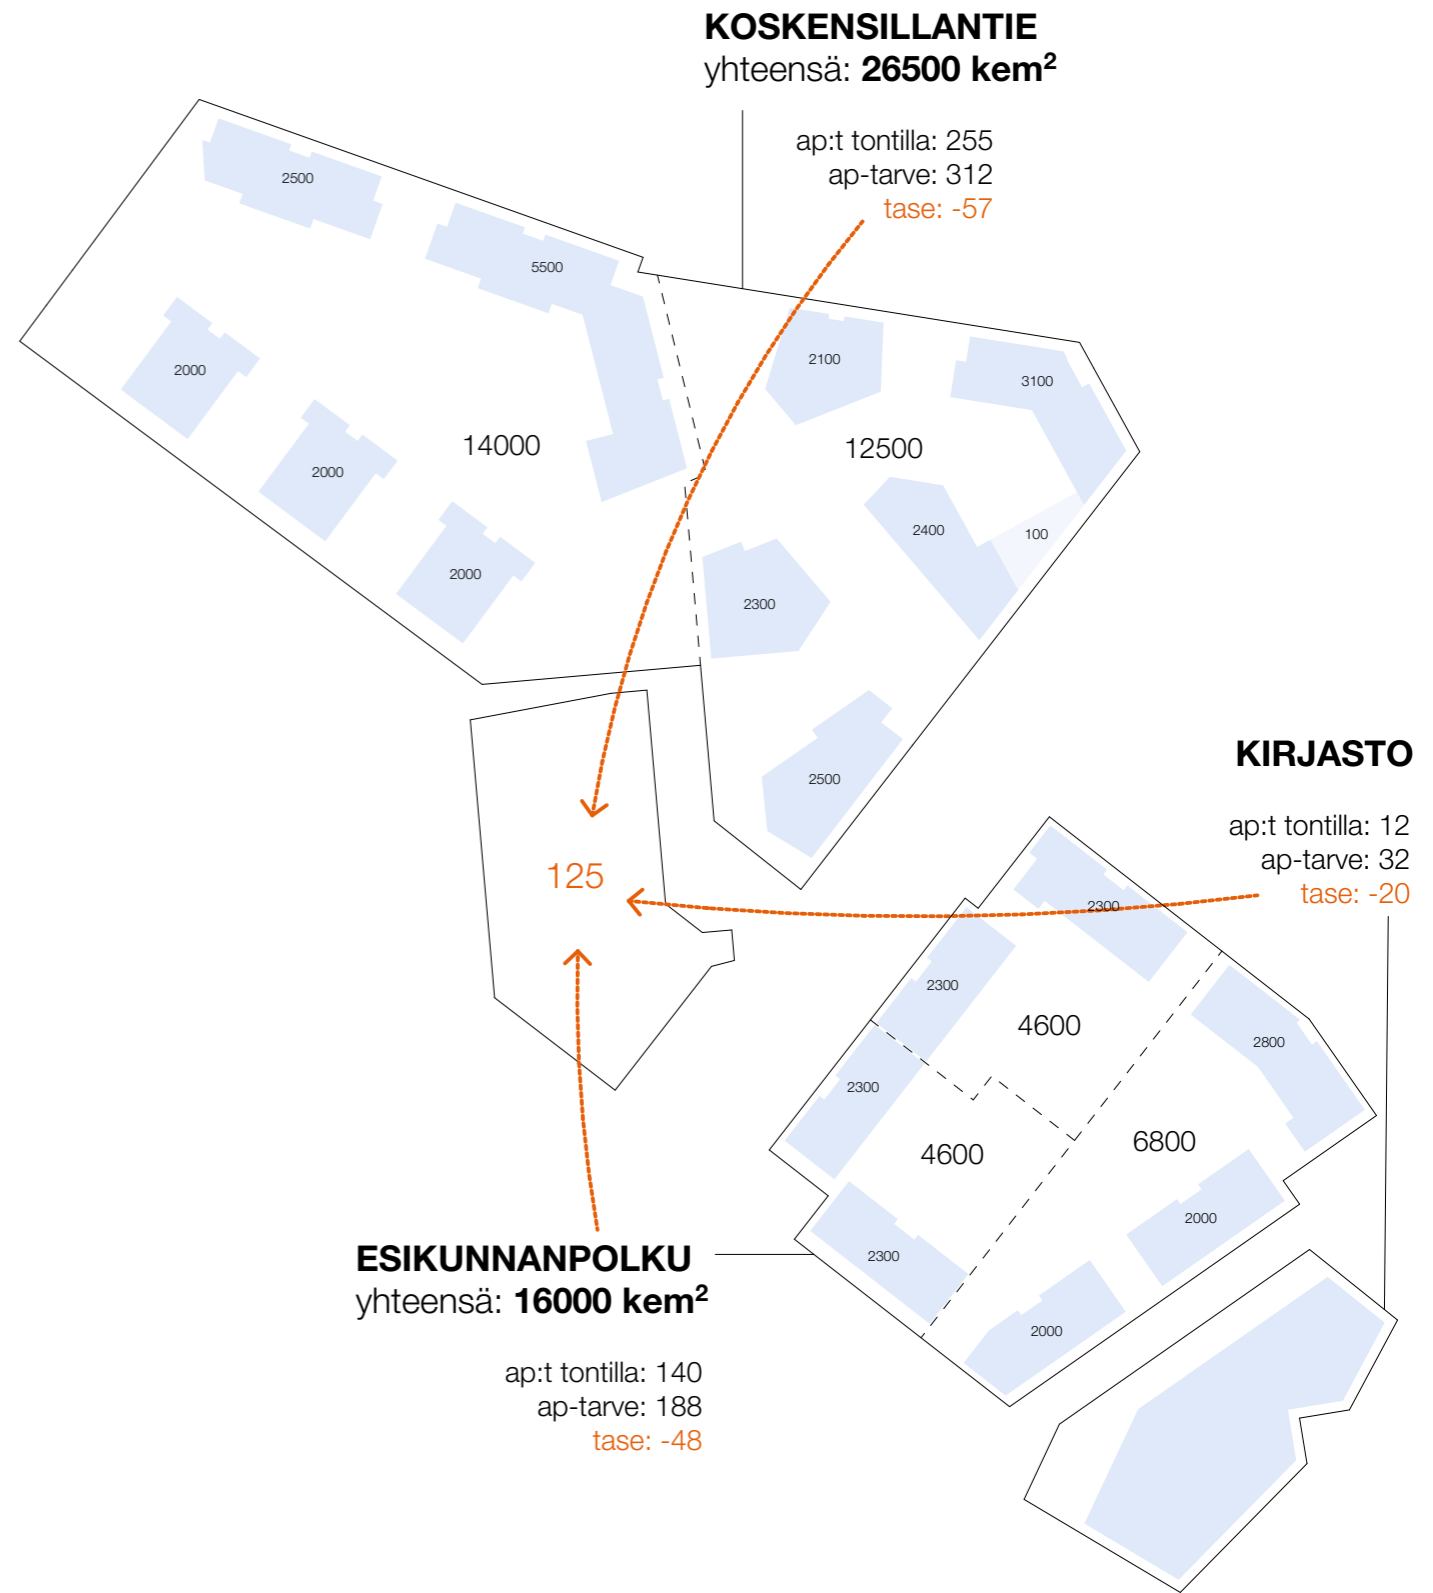 KOSKENSILLANTIE
yhteensä: 26500 kem²
ap:t tontilla: 255
ap-tarve: 312
tase: -57
2500
5500
2000
2000
2000
14000
2100
3100
12500
2400
100
2300
2500
125
KIRJASTO
ap:t tontilla: 12
ap-tarve: 32
tase: -20
2300
2300
4600
2300
4600
2800
6800
2000
2300
2000
ESIKUNNANPOLKU
yhteensä: 16000 kem²
ap:t tontilla: 140
ap-tarve: 188
tase: -48